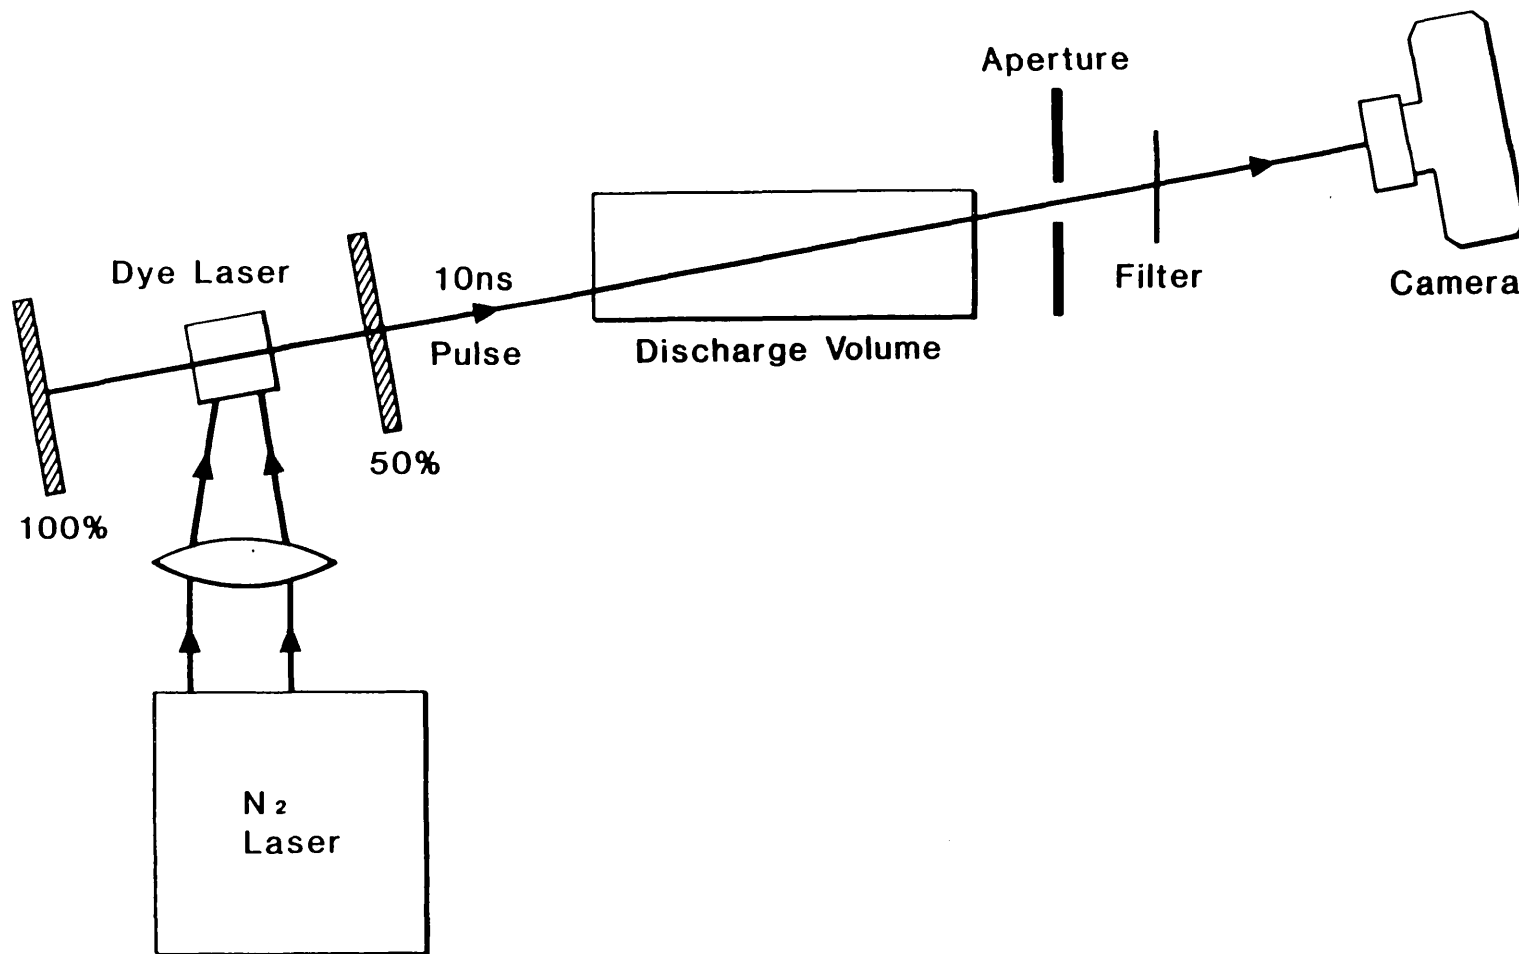 Aperture
Dye Laser
10ns
Pulse
Discharge Volume
Filter
Camera
100%
50%
N₂
Laser